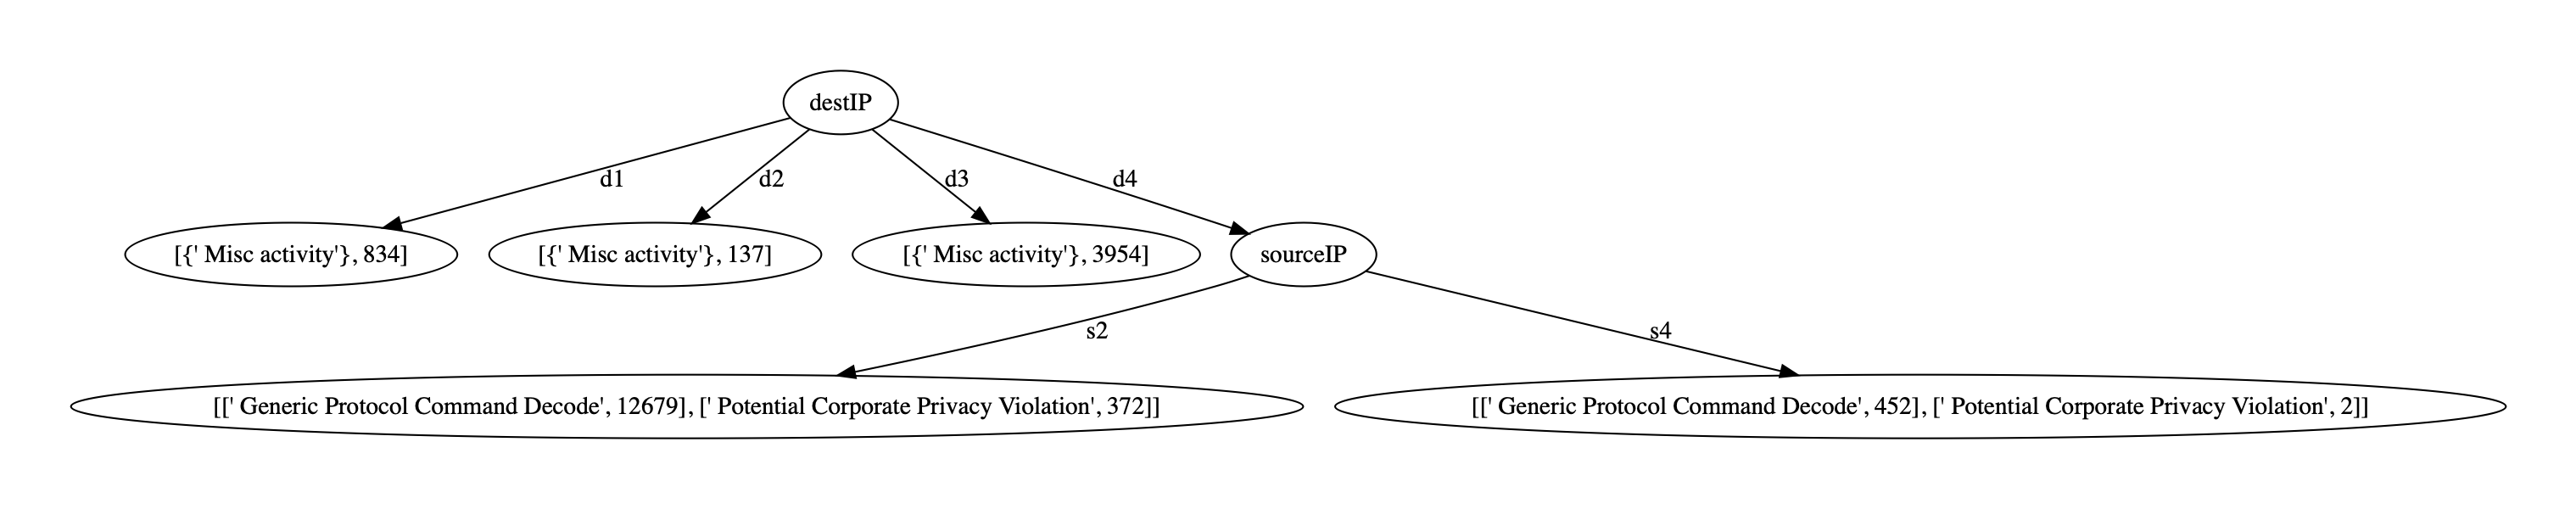 destIP
d1
d2
d3
d4
[{' Misc activity'}, 834]
[{' Misc activity'}, 137]
[{' Misc activity'}, 3954]
sourceIP
s2
s4
[[' Generic Protocol Command Decode', 12679], [' Potential Corporate Privacy Violation', 372]]
[[' Generic Protocol Command Decode', 452], [' Potential Corporate Privacy Violation', 2]]